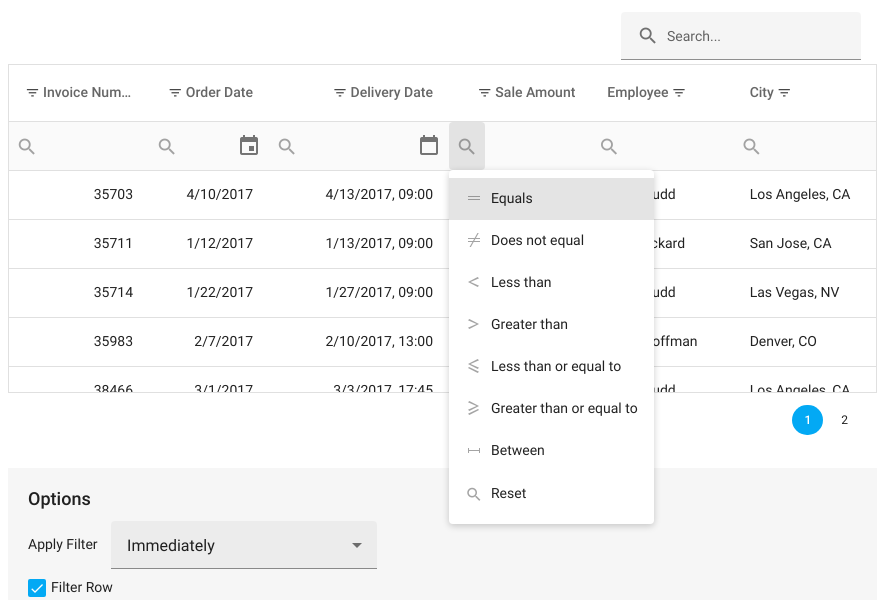 Search...
Invoice Num... Order Date Delivery Date Sale Amount Employee City
35703 4/10/2017 4/13/2017, 09:00 Los Angeles, CA
Equals
Does not equal
35711 1/12/2017 1/13/2017, 09:00 San Jose, CA
Less than
35714 1/22/2017 1/27/2017, 09:00 Las Vegas, NV
Greater than
35983 2/7/2017 2/10/2017, 13:00 Denver, CO
Less than or equal to
38466 3/1/2017 3/3/2017, 17:45 Los Angeles, CA
Greater than or equal to
1 2
Between
Reset
Options
Apply Filter Immediately
Filter Row